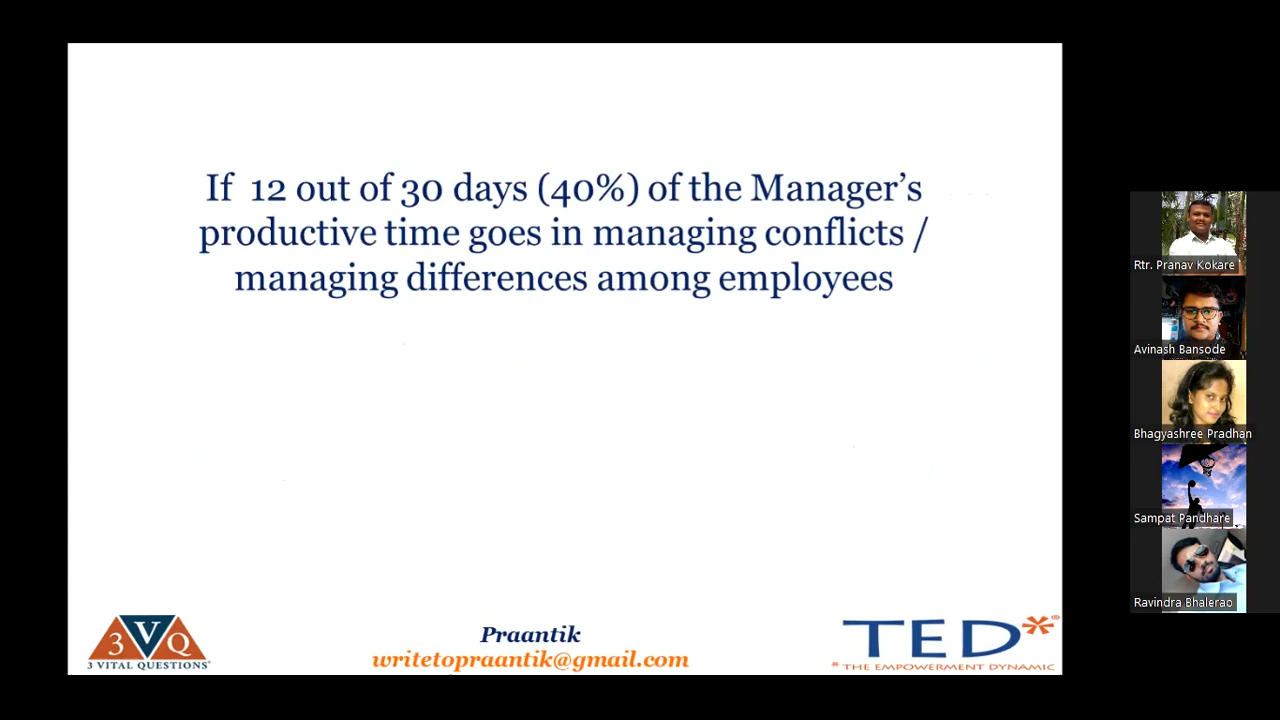 If 12 out of 30 days (40%) of the Manager's
productive time goes in managing conflicts /
managing differences among employees
Rtr. Pranav Kokare
Avinash Bansode
Bhagyashree Pradhan
Sampat Pandhare
Ravindra Bhalerao
3VQ
3 VITAL QUESTIONS®
Praantik
writetopraantik@gmail.com
TED*®
* THE EMPOWERMENT DYNAMIC